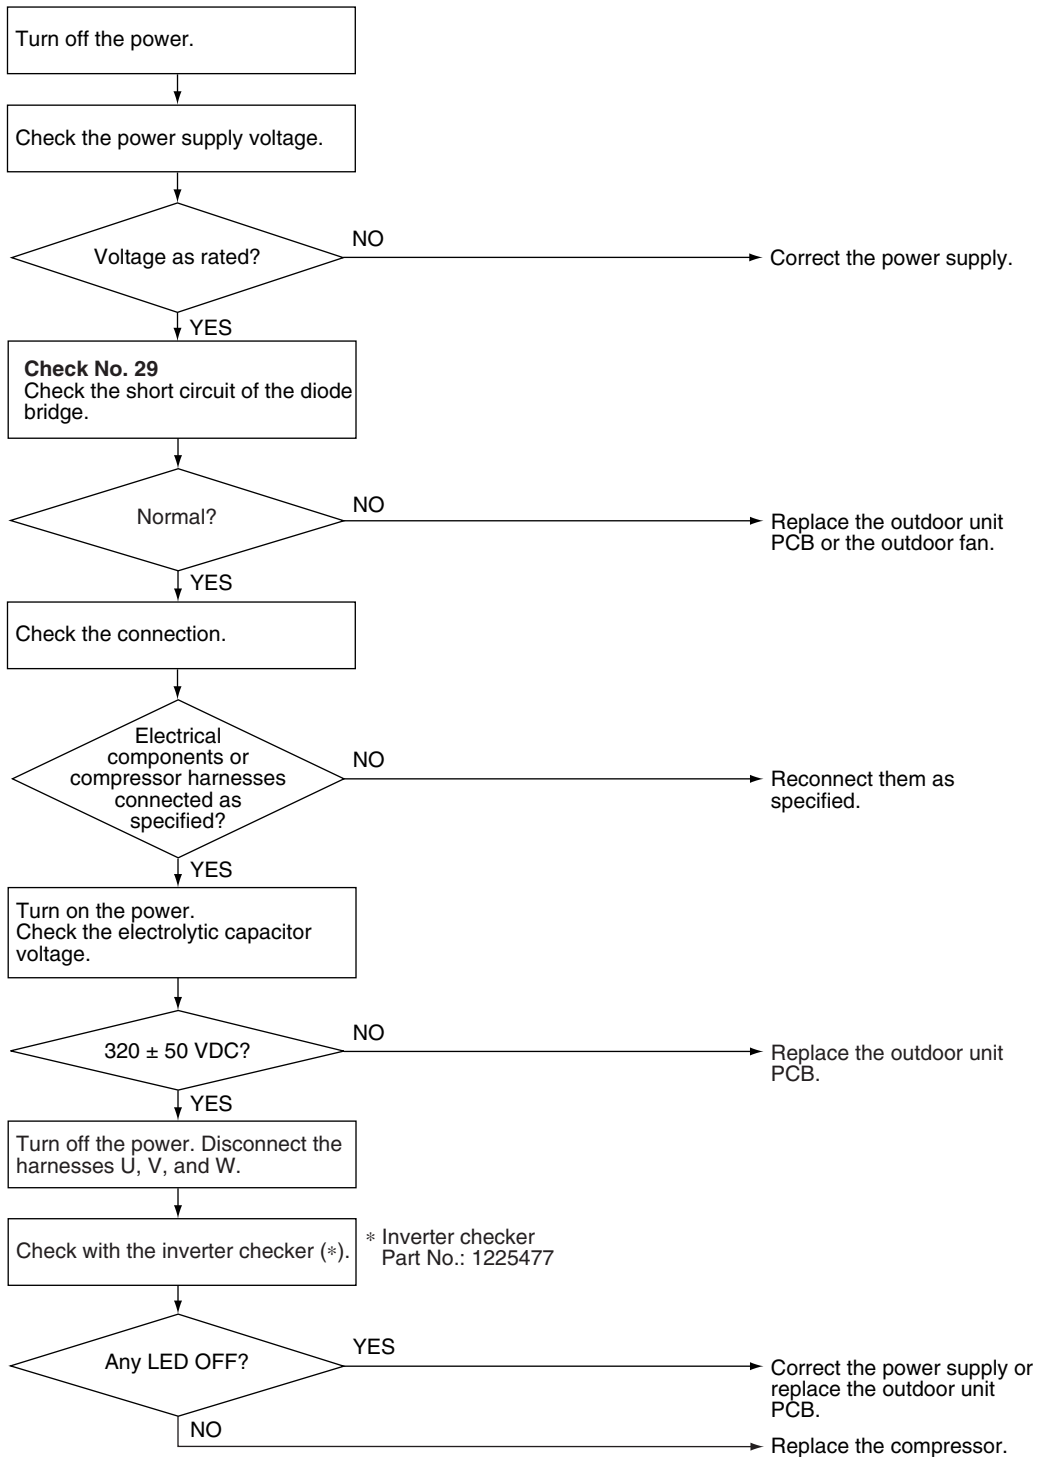 Turn off the power.
Check the power supply voltage.
Voltage as rated?
NO
Correct the power supply.
YES
Check No. 29
Check the short circuit of the diode
bridge.
Normal?
NO
Replace the outdoor unit
PCB or the outdoor fan.
YES
Check the connection.
Electrical
components or
compressor harnesses
connected as
specified?
NO
Reconnect them as
specified.
YES
Turn on the power.
Check the electrolytic capacitor
voltage.
320 ± 50 VDC?
NO
Replace the outdoor unit
PCB.
YES
Turn off the power. Disconnect the
harnesses U, V, and W.
Check with the inverter checker (*).
* Inverter checker
Part No.: 1225477
Any LED OFF?
YES
Correct the power supply or
replace the outdoor unit
PCB.
NO
Replace the compressor.